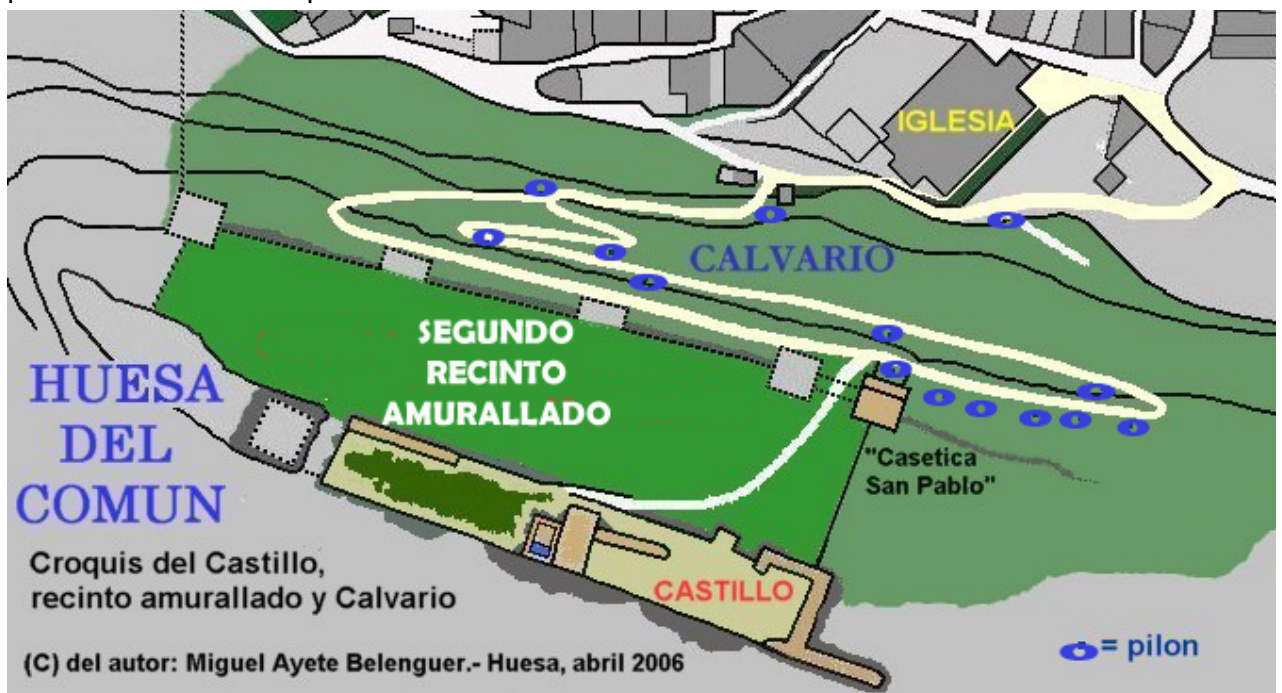 IGLESIA
CALVARIO
SEGUNDO
RECINTO
AMURALLADO
HUESA
DEL
COMUN
"Casetica
San Pablo"
Croquis del Castillo,
recinto amurallado y Calvario
CASTILLO
(C) del autor: Miguel Ayete Belenguer.- Huesa, abril 2006
= pilon